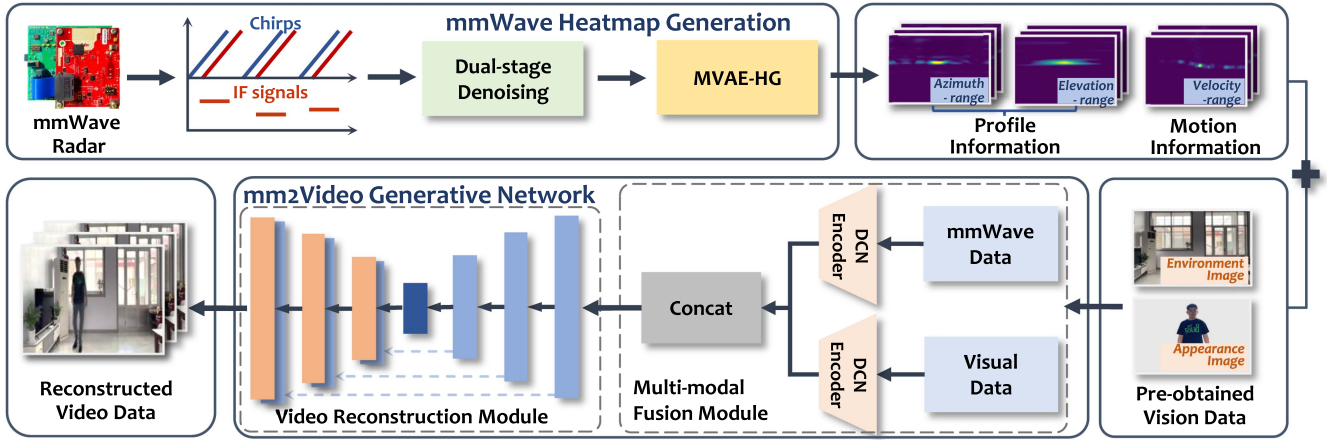 mmWave Heatmap Generation
Chirps
IF signals
mmWave
Radar
Dual-stage
Denoising
MVAE-HG
Azimuth
- range
Elevation
- range
Velocity
-range
Profile
Information
Motion
Information
Environment
Image
Appearance
Image
Pre-obtained
Vision Data
mm2Video Generative Network
mmWave
Data
Visual
Data
DCN
Encoder
DCN
Encoder
Concat
Multi-modal
Fusion Module
Video Reconstruction Module
Reconstructed
Video Data